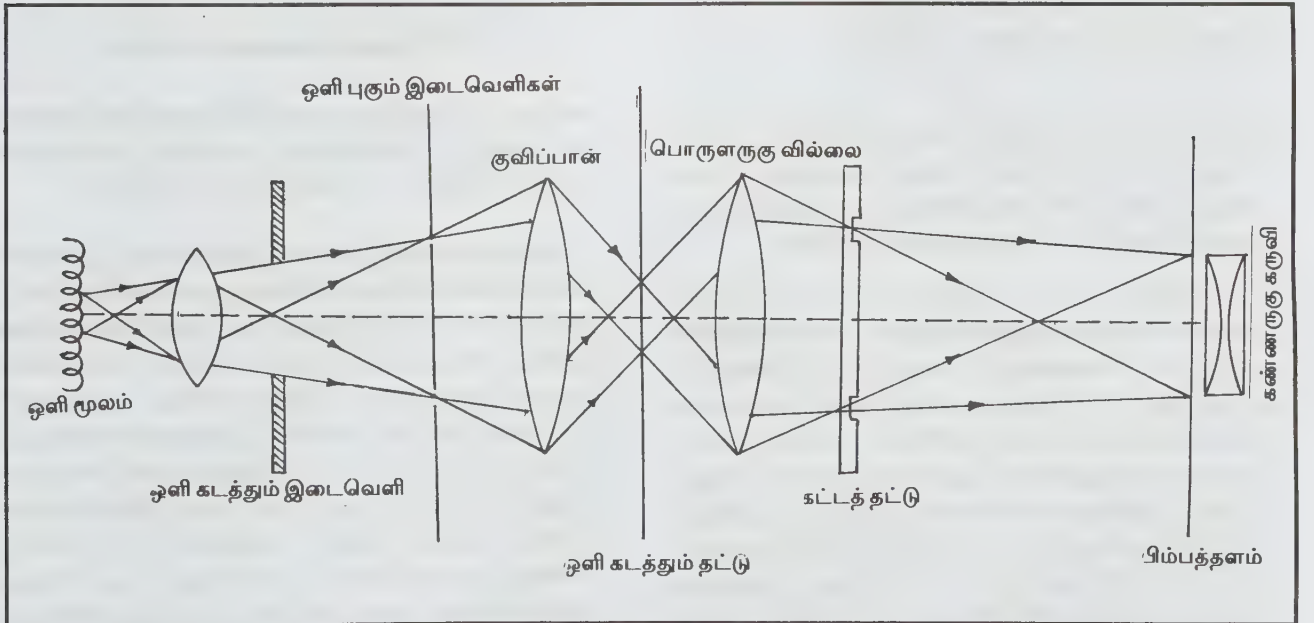 ஒளி புகும் இடைவெளிகள்
குவிப்பான்
பொருளருகு வில்லை
கண்ணருகு கருவி
ஒளி மூலம்
ஒளி கடத்தும் இடைவெளி
கட்டத் தட்டு
ஒளி கடத்தும் தட்டு
பிம்பத்தளம்